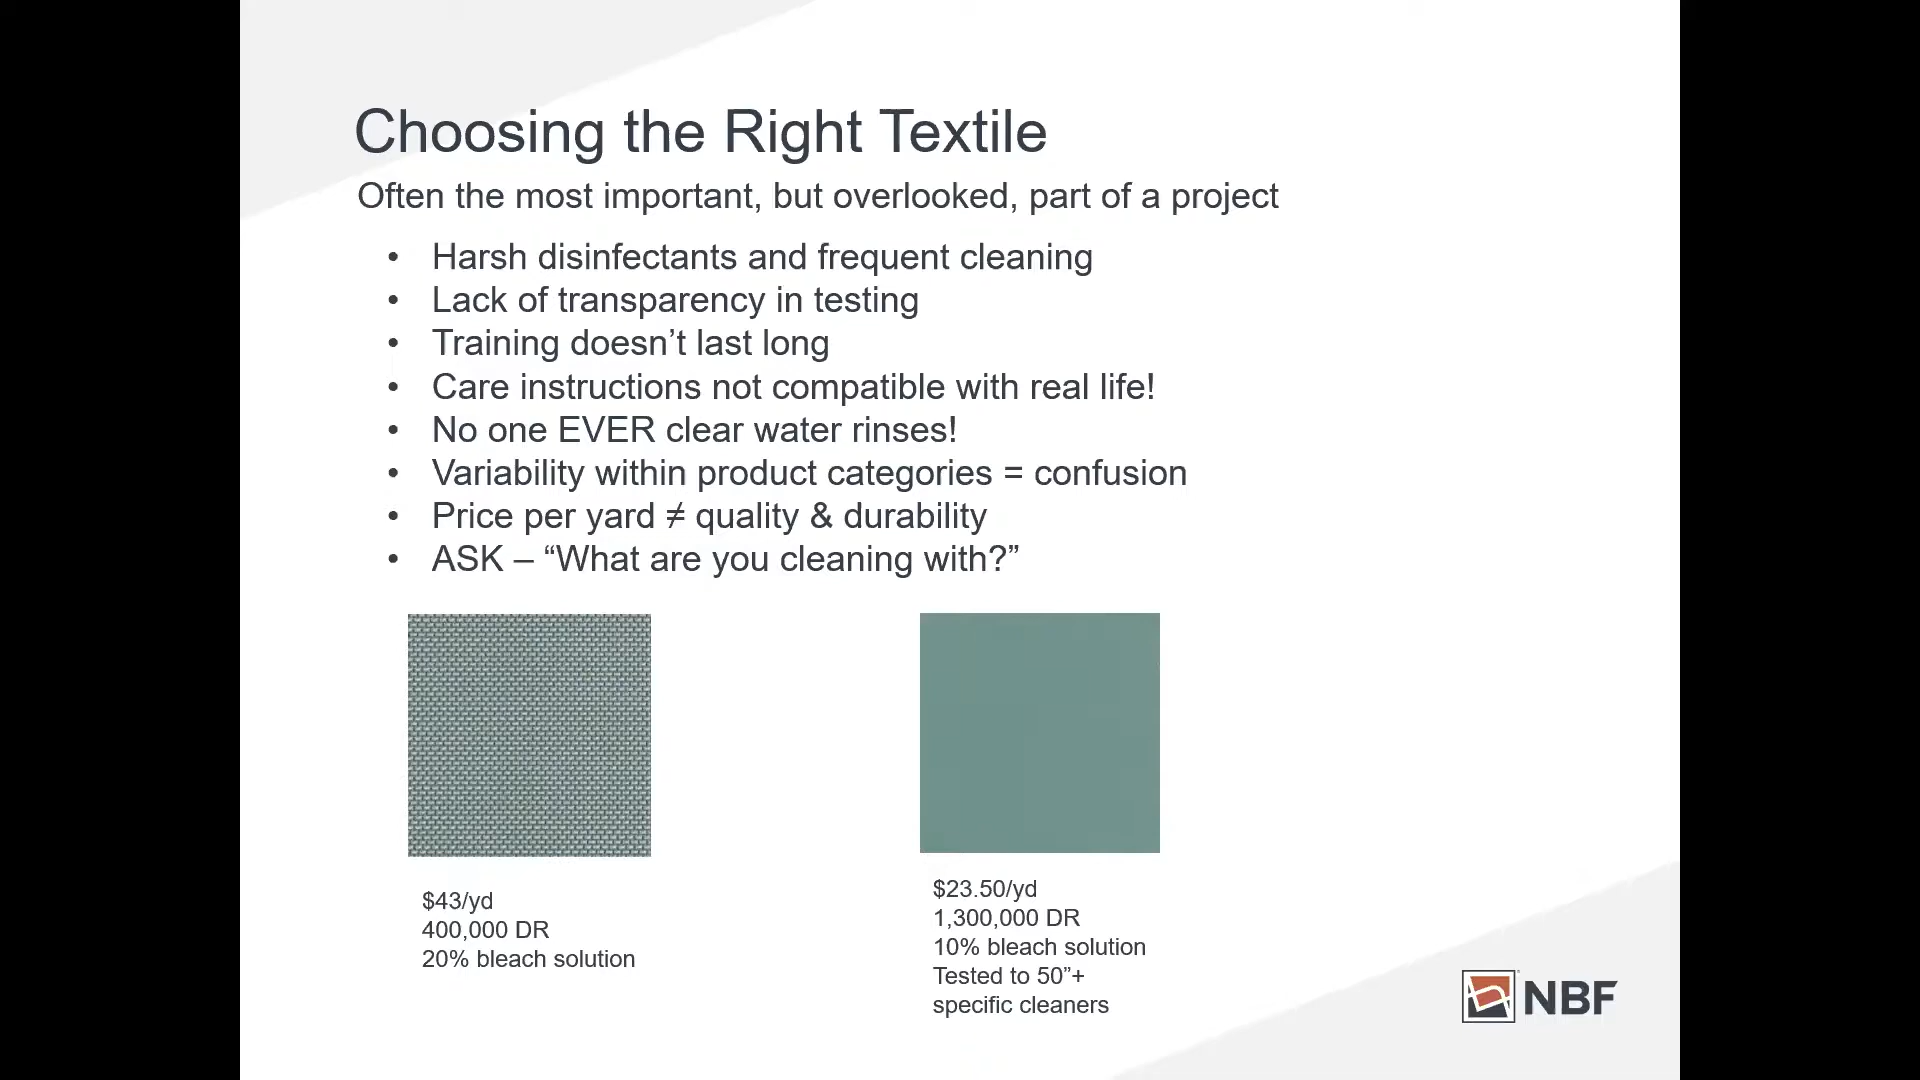 Choosing the Right Textile
Often the most important, but overlooked, part of a project
• Harsh disinfectants and frequent cleaning
• Lack of transparency in testing
• Training doesn’t last long
• Care instructions not compatible with real life!
• No one EVER clear water rinses!
• Variability within product categories = confusion
• Price per yard ≠ quality & durability
• ASK – “What are you cleaning with?”
$43/yd
400,000 DR
20% bleach solution
$23.50/yd
1,300,000 DR
10% bleach solution
Tested to 50”+
specific cleaners
NBF